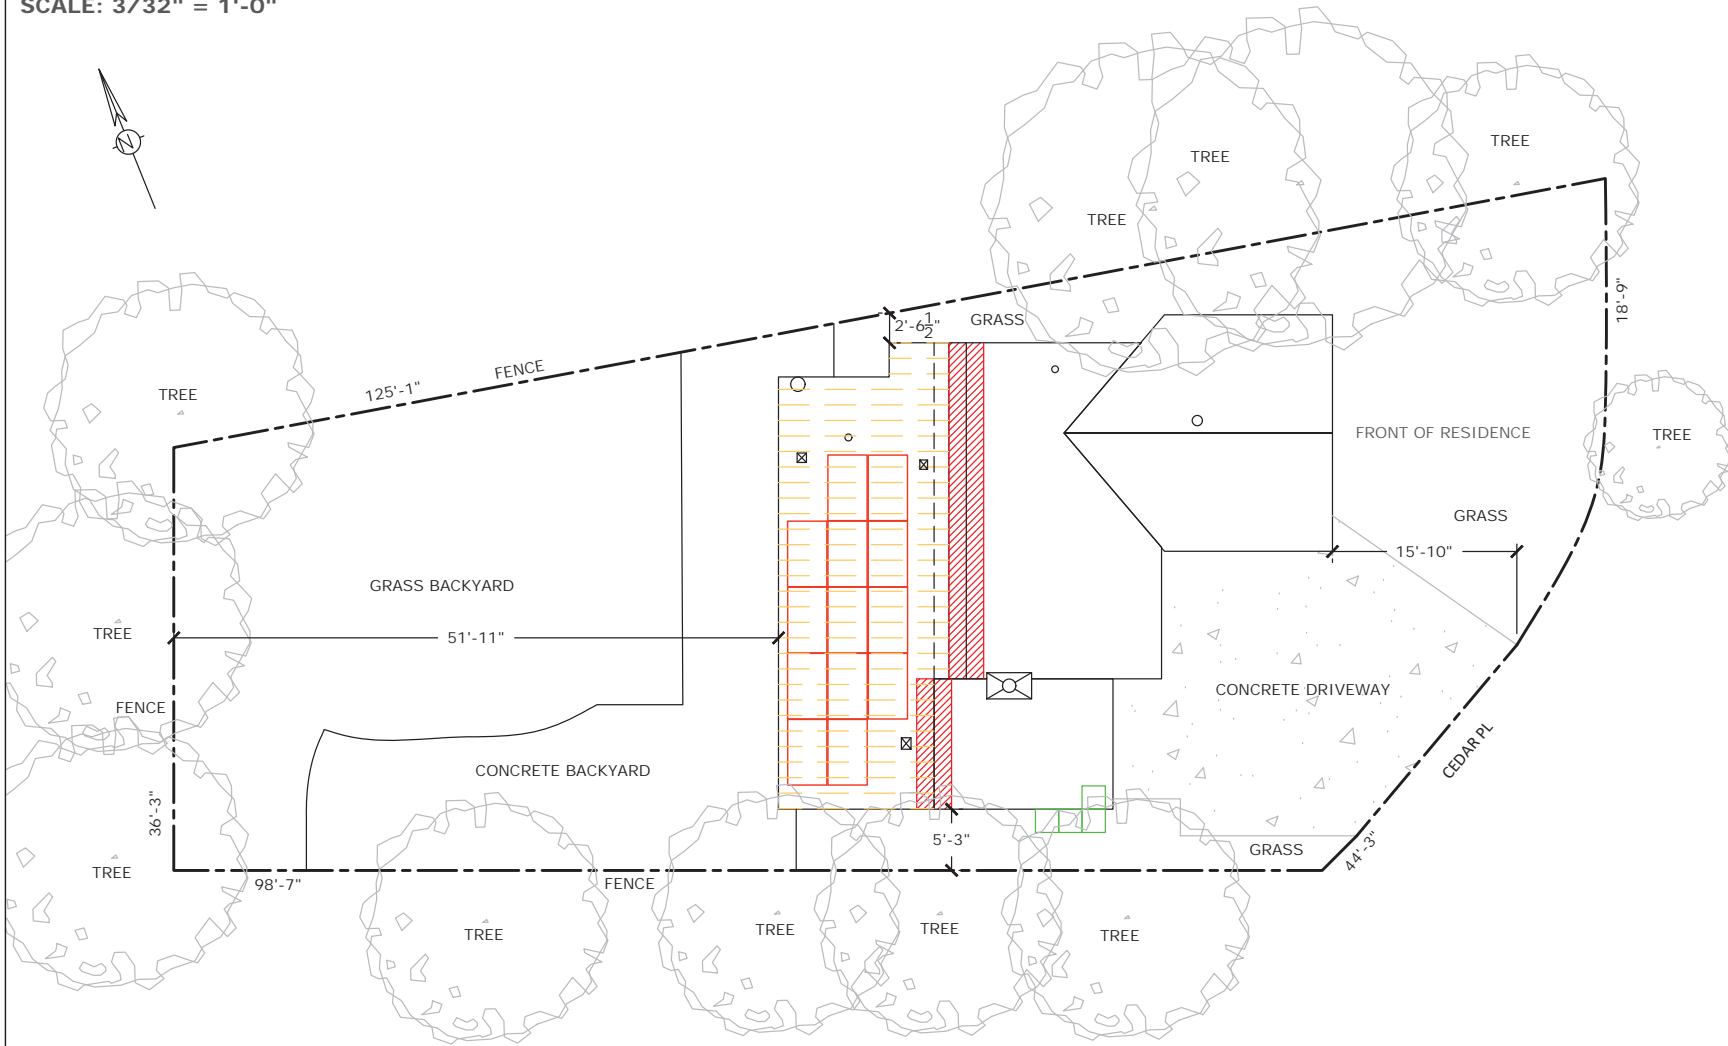 SCALE: 3/32" = 1'-0"
N
TREE
TREE
TREE
TREE
18'-9"
2'-6 1/2"
GRASS
FENCE
125'-1"
TREE
FRONT OF RESIDENCE
TREE
GRASS
15'-10"
GRASS BACKYARD
TREE
51'-11"
CONCRETE DRIVEWAY
FENCE
CEDAR PL
CONCRETE BACKYARD
36'-3"
5'-3"
GRASS
44'-3"
TREE
98'-7"
FENCE
TREE
TREE
TREE
TREE